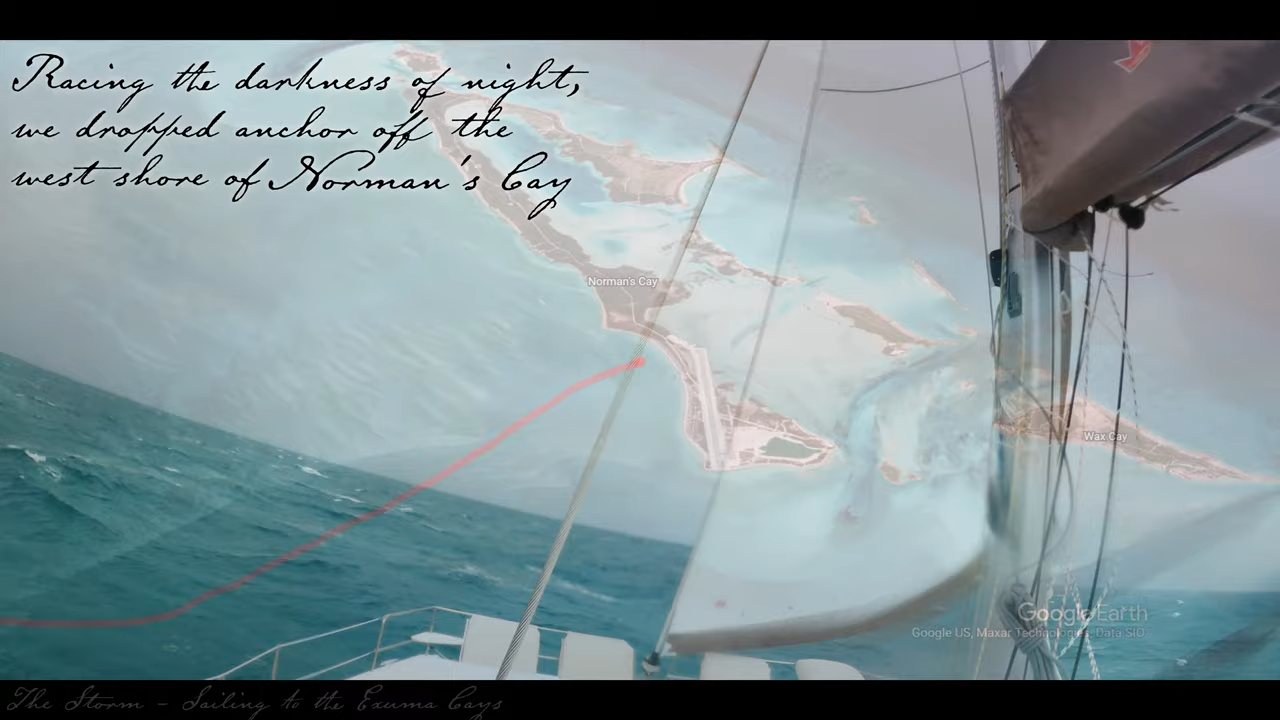 Racing the darkness of night,
we dropped anchor off the
west shore of Norman's Cay
Norman's Cay
Wax Cay
Google Earth
Google US, Maxar Technologies, Data SIO
The Storm - Sailing to the Exuma Cays